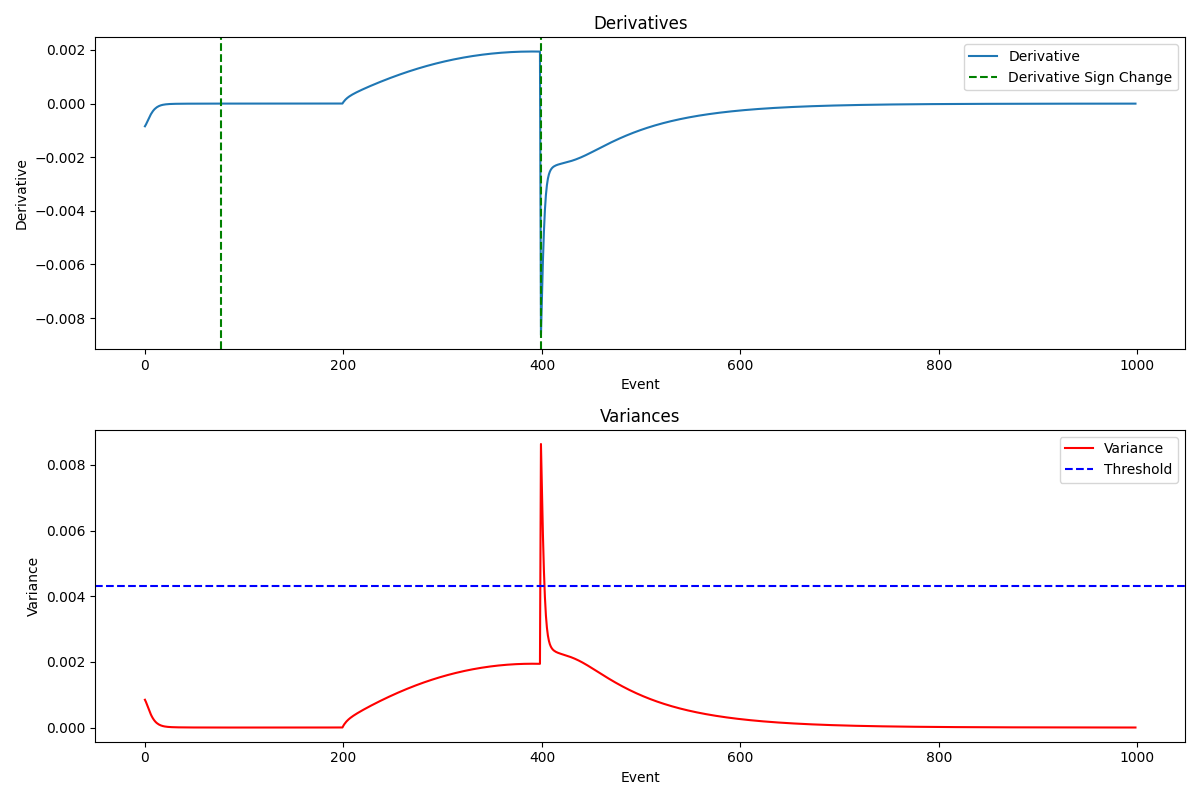 Derivatives
0.002
0.000
−0.002
−0.004
−0.006
−0.008
Derivative
Derivative
Derivative Sign Change
0 200 400 600 800 1000
Event
Variances
0.008
0.006
0.004
0.002
0.000
Variance
Variance
Threshold
0 200 400 600 800 1000
Event